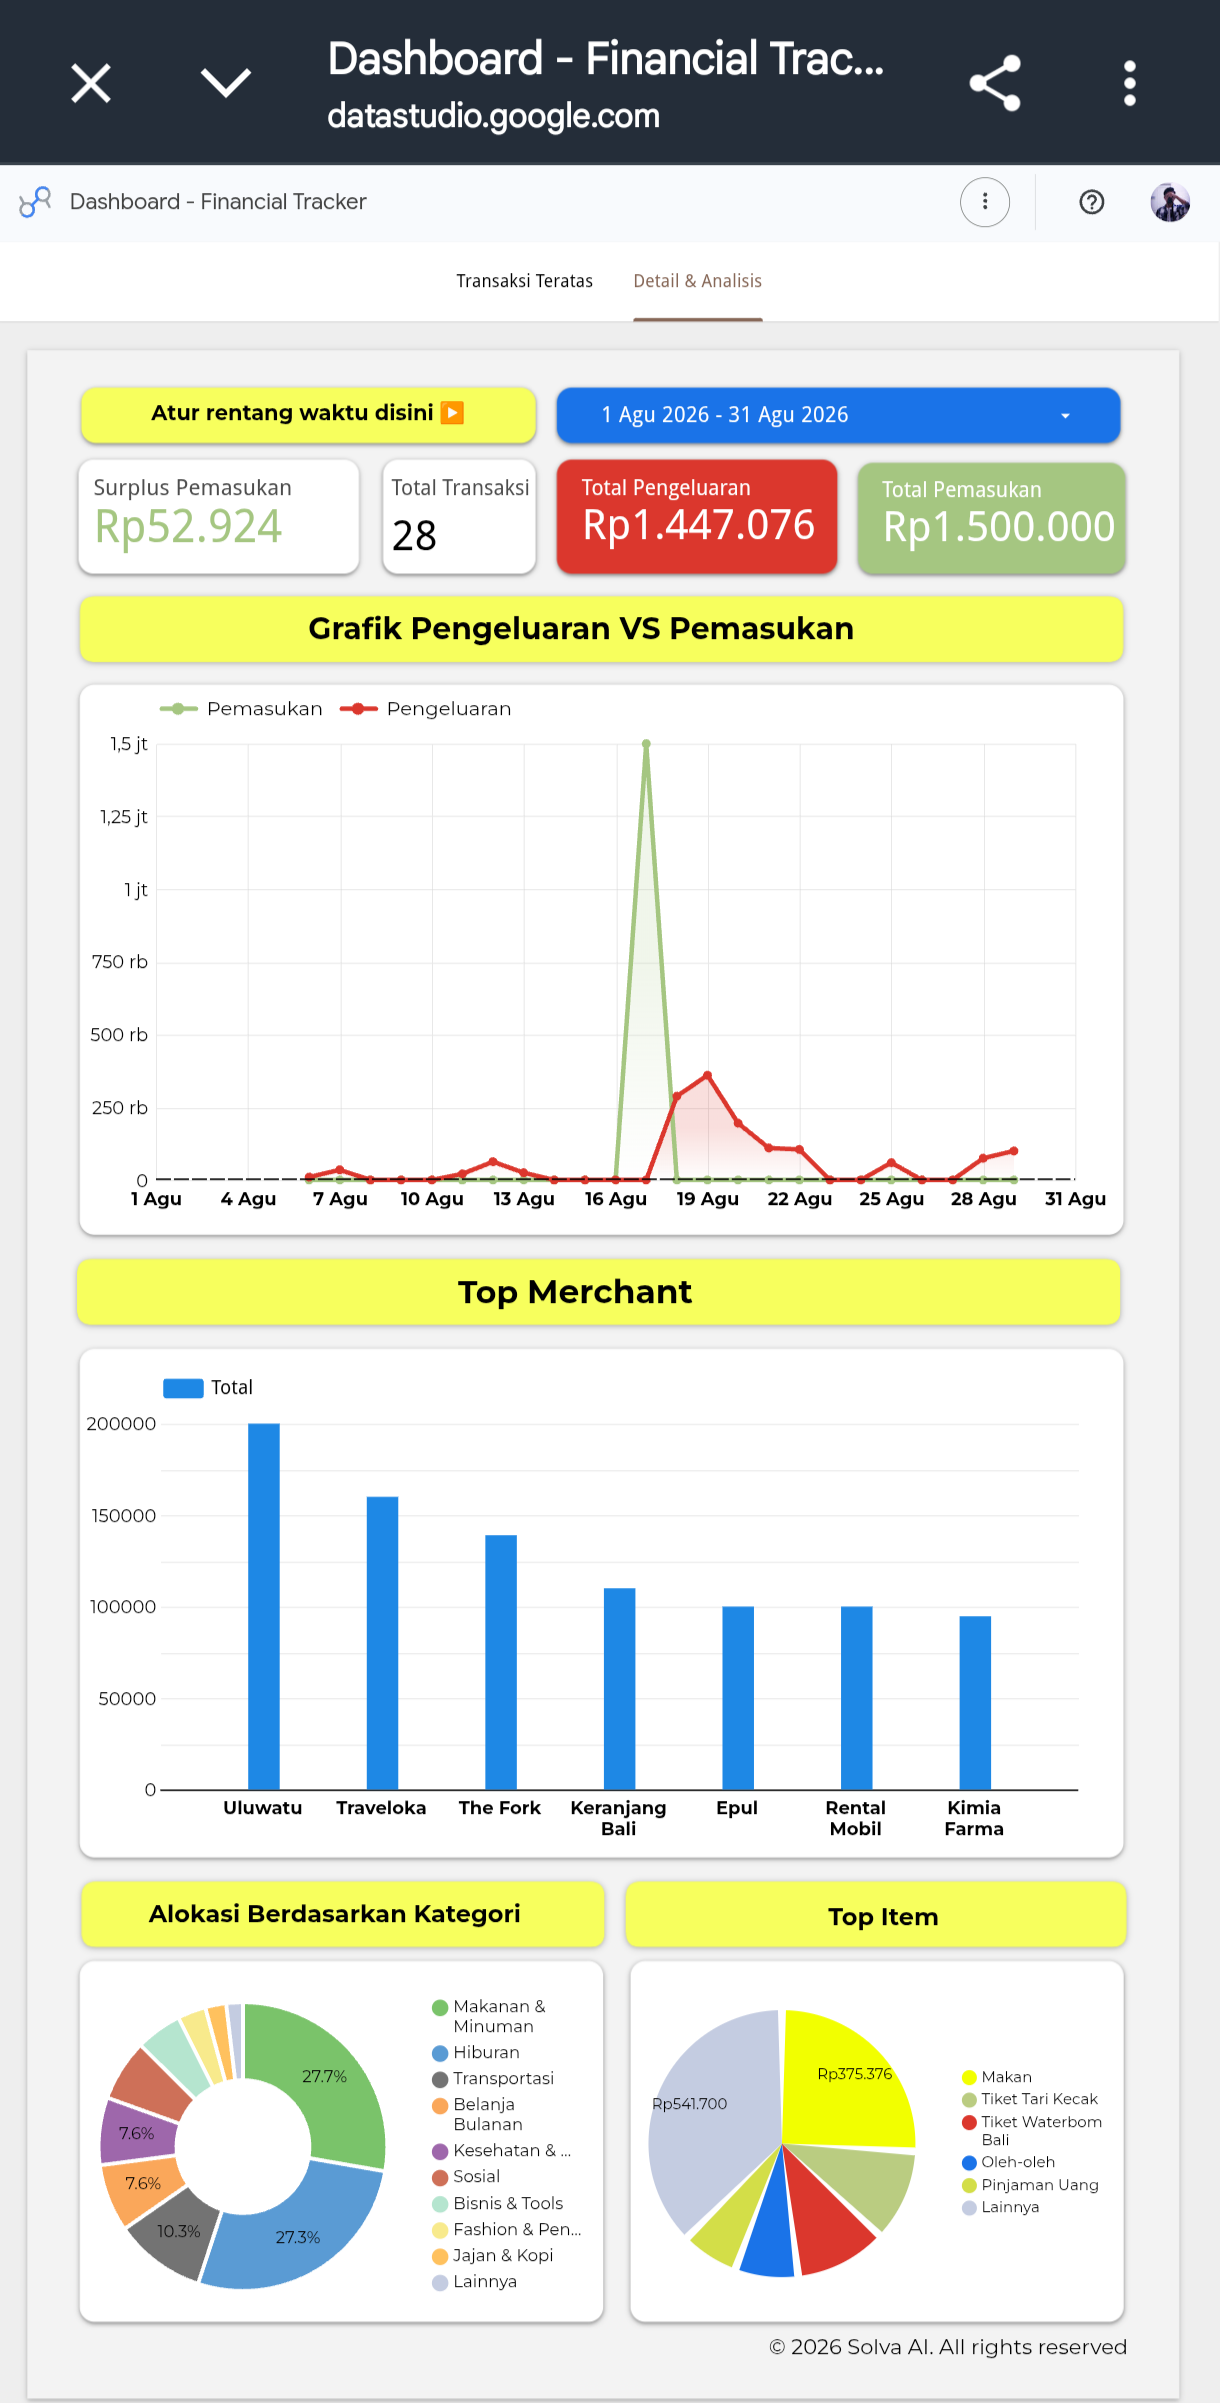 Dashboard - Financial Trac...
datastudio.google.com
Dashboard - Financial Tracker
Transaksi Teratas
Detail & Analisis
Atur rentang waktu disini
1 Agu 2026 - 31 Agu 2026
Surplus Pemasukan
Rp52.924
Total Transaksi
28
Total Pengeluaran
Rp1.447.076
Total Pemasukan
Rp1.500.000
Grafik Pengeluaran VS Pemasukan
Pemasukan
Pengeluaran
1,5 jt
1,25 jt
1 jt
750 rb
500 rb
250 rb
0
1 Agu
4 Agu
7 Agu
10 Agu
13 Agu
16 Agu
19 Agu
22 Agu
25 Agu
28 Agu
31 Agu
Top Merchant
Total
200000
150000
100000
50000
0
Uluwatu
Traveloka
The Fork
Keranjang
Bali
Epul
Rental
Mobil
Kimia
Farma
Alokasi Berdasarkan Kategori
27.7%
27.3%
10.3%
7.6%
7.6%
Makanan &
Minuman
Hiburan
Transportasi
Belanja
Bulanan
Kesehatan & ...
Sosial
Bisnis & Tools
Fashion & Pen...
Jajan & Kopi
Lainnya
Top Item
Rp375.376
Rp541.700
Makan
Tiket Tari Kecak
Tiket Waterbom
Bali
Oleh-oleh
Pinjaman Uang
Lainnya
© 2026 Solva AI. All rights reserved